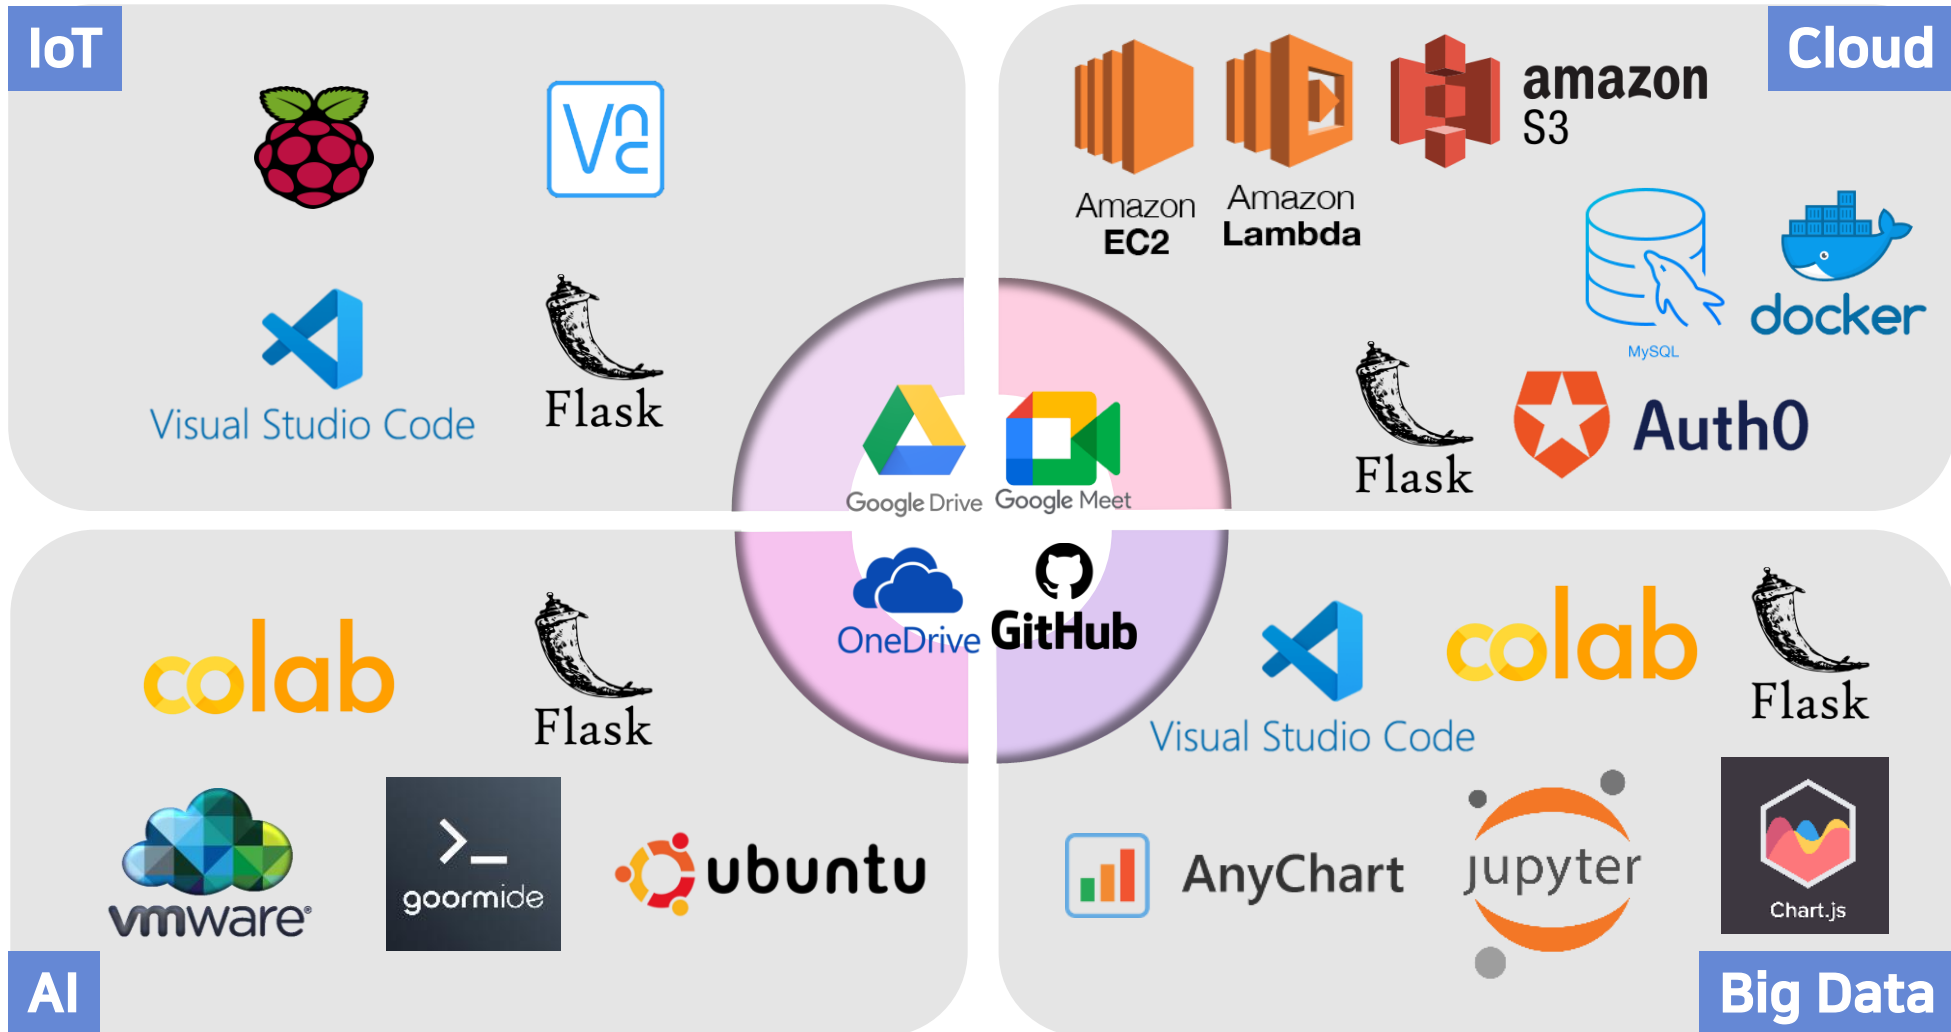 IoT
Vnc
Visual Studio Code
Flask
Cloud
Amazon
EC2
Amazon
Lambda
amazon
S3
MySQL
docker
Flask
Auth0
Google Drive
Google Meet
OneDrive
GitHub
colab
Flask
vmware®
>_
goormide
ubuntu
AI
Visual Studio Code
colab
Flask
AnyChart
jupyter
Chart.js
Big Data